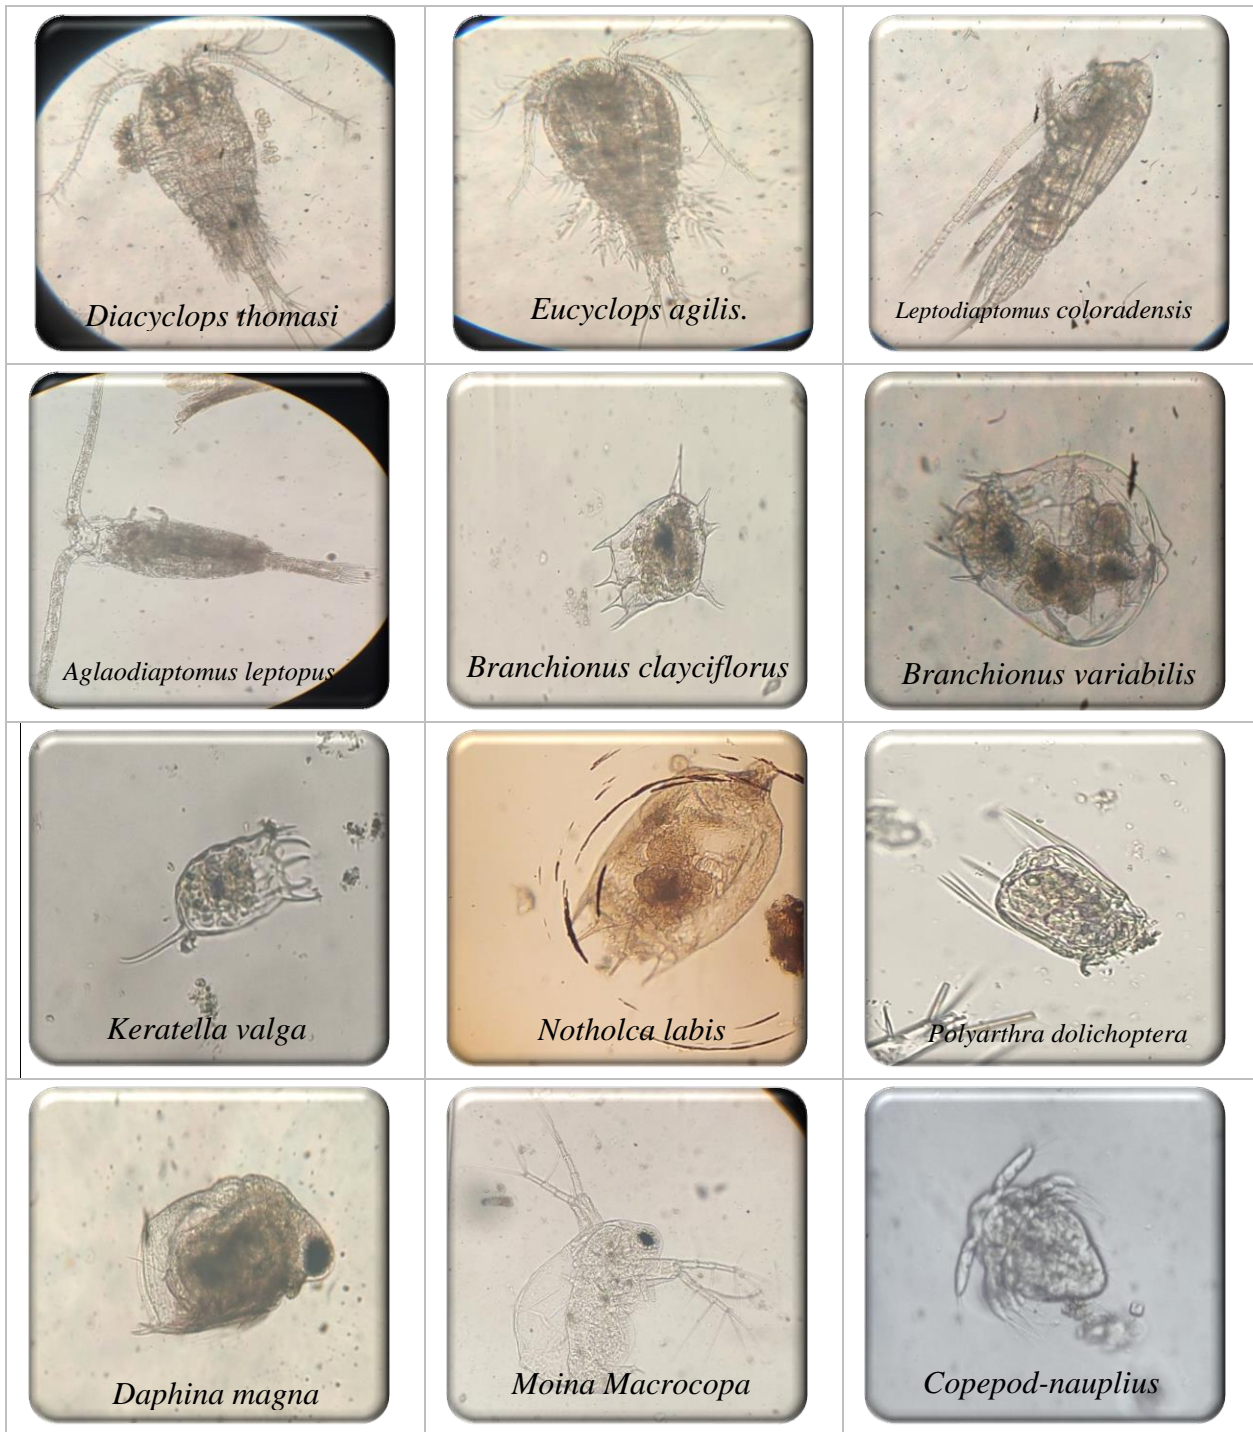 Diacyclops thomasi
Eucyclops agilis.
Leptodiaptomus coloradensis
Aglaodiaptomus leptopus
Branchionus clayciflorus
Branchionus variabilis
Keratella valga
Notholca labis
Polyarthra dolichoptera
Daphina magna
Moina Macrocopa
Copepod-nauplius